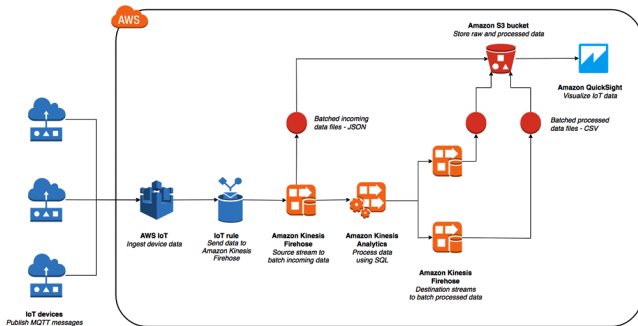 AWS
Amazon S3 bucket
Store raw and processed data
Amazon QuickSight
Visualize IoT data
Batched incoming
data files - JSON
Batched processed
data files - CSV
AWS IoT
Ingest device data
IoT rule
Send data to
Amazon Kinesis
Firehose
Amazon Kinesis
Firehose
Source stream to
batch incoming data
Amazon Kinesis
Analytics
Process data
using SQL
Amazon Kinesis
Firehose
Destination streams
to batch processed data
IoT devices
Publish MQTT messages